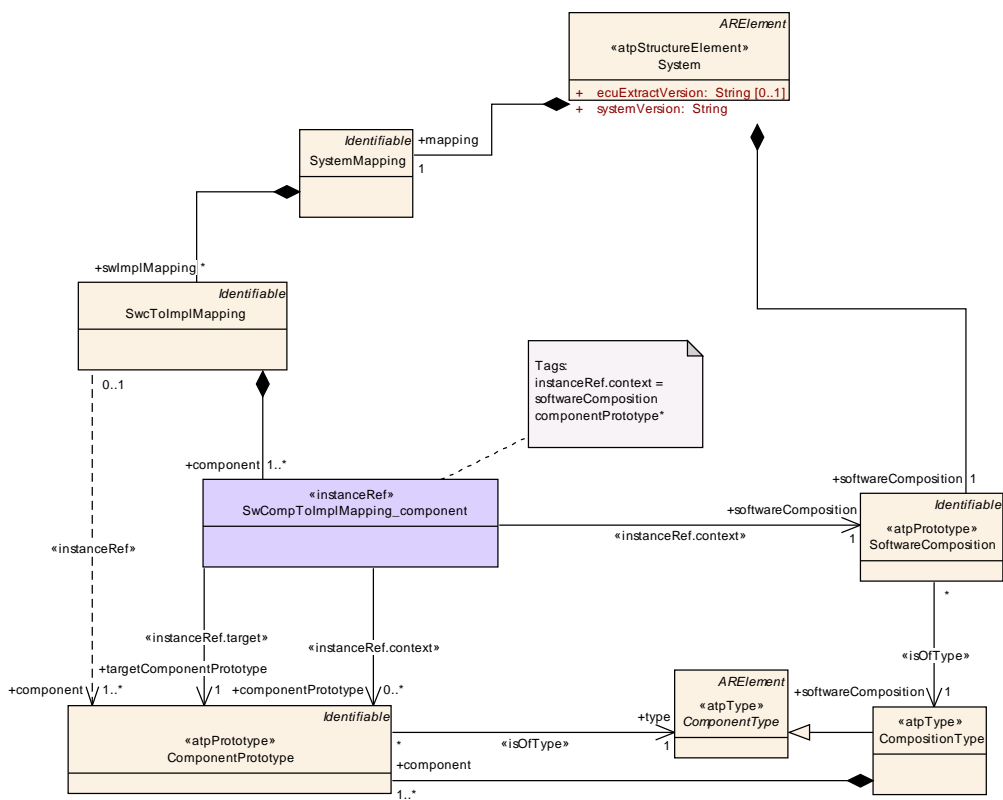 ARElement
«atpStructureElement»
System
+ ecuExtractVersion: String [0..1]
+ systemVersion: String
Identifiable
SystemMapping
+mapping
1
+swImplMapping *
Identifiable
SwcToImplMapping
0..1
Tags:
instanceRef.context =
softwareComposition
componentPrototype*
+component 1..*
«instanceRef»
SwCompToImplMapping_component
+softwareComposition 1
+softwareComposition
«instanceRef.context»
1
Identifiable
«atpPrototype»
SoftwareComposition
*
«instanceRef»
«instanceRef.target»
«instanceRef.context»
«isOfType»
+targetComponentPrototype
+component 1..*
1
+componentPrototype 0..*
+softwareComposition 1
Identifiable
«atpPrototype»
ComponentPrototype
+type
1
*
«isOfType»
ARElement
«atpType»
ComponentType
«atpType»
CompositionType
+component
1..*